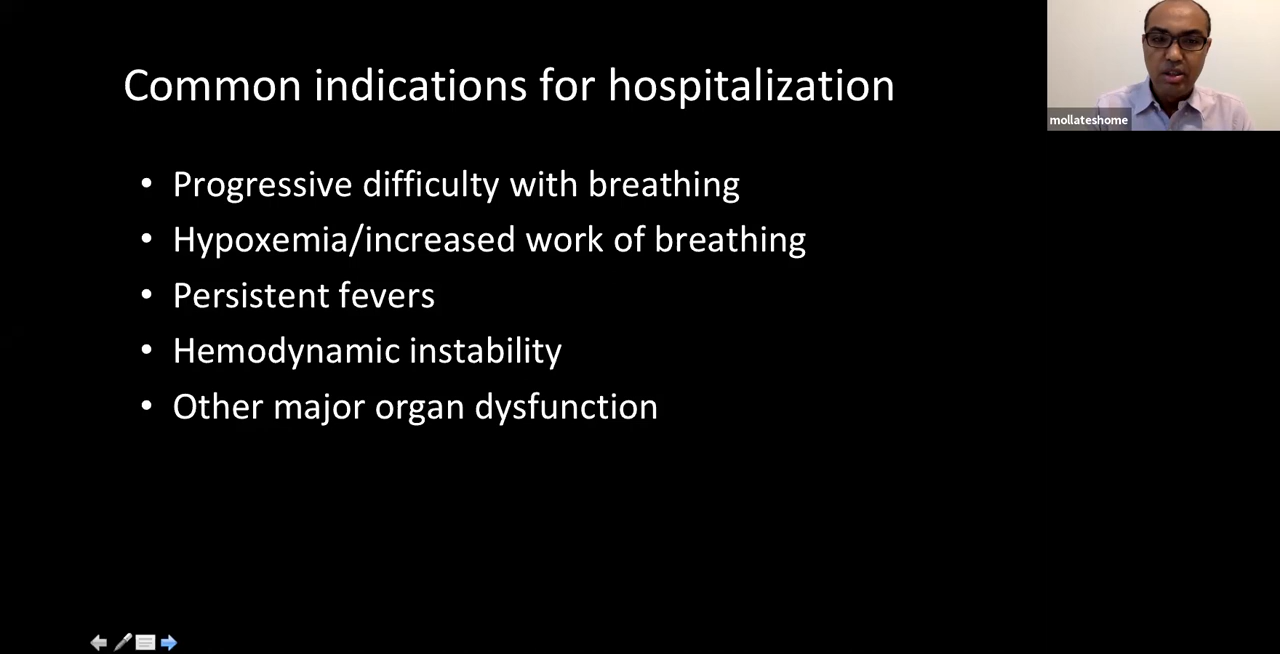 Common indications for hospitalization
mollateshome
• Progressive difficulty with breathing
• Hypoxemia/increased work of breathing
• Persistent fevers
• Hemodynamic instability
• Other major organ dysfunction